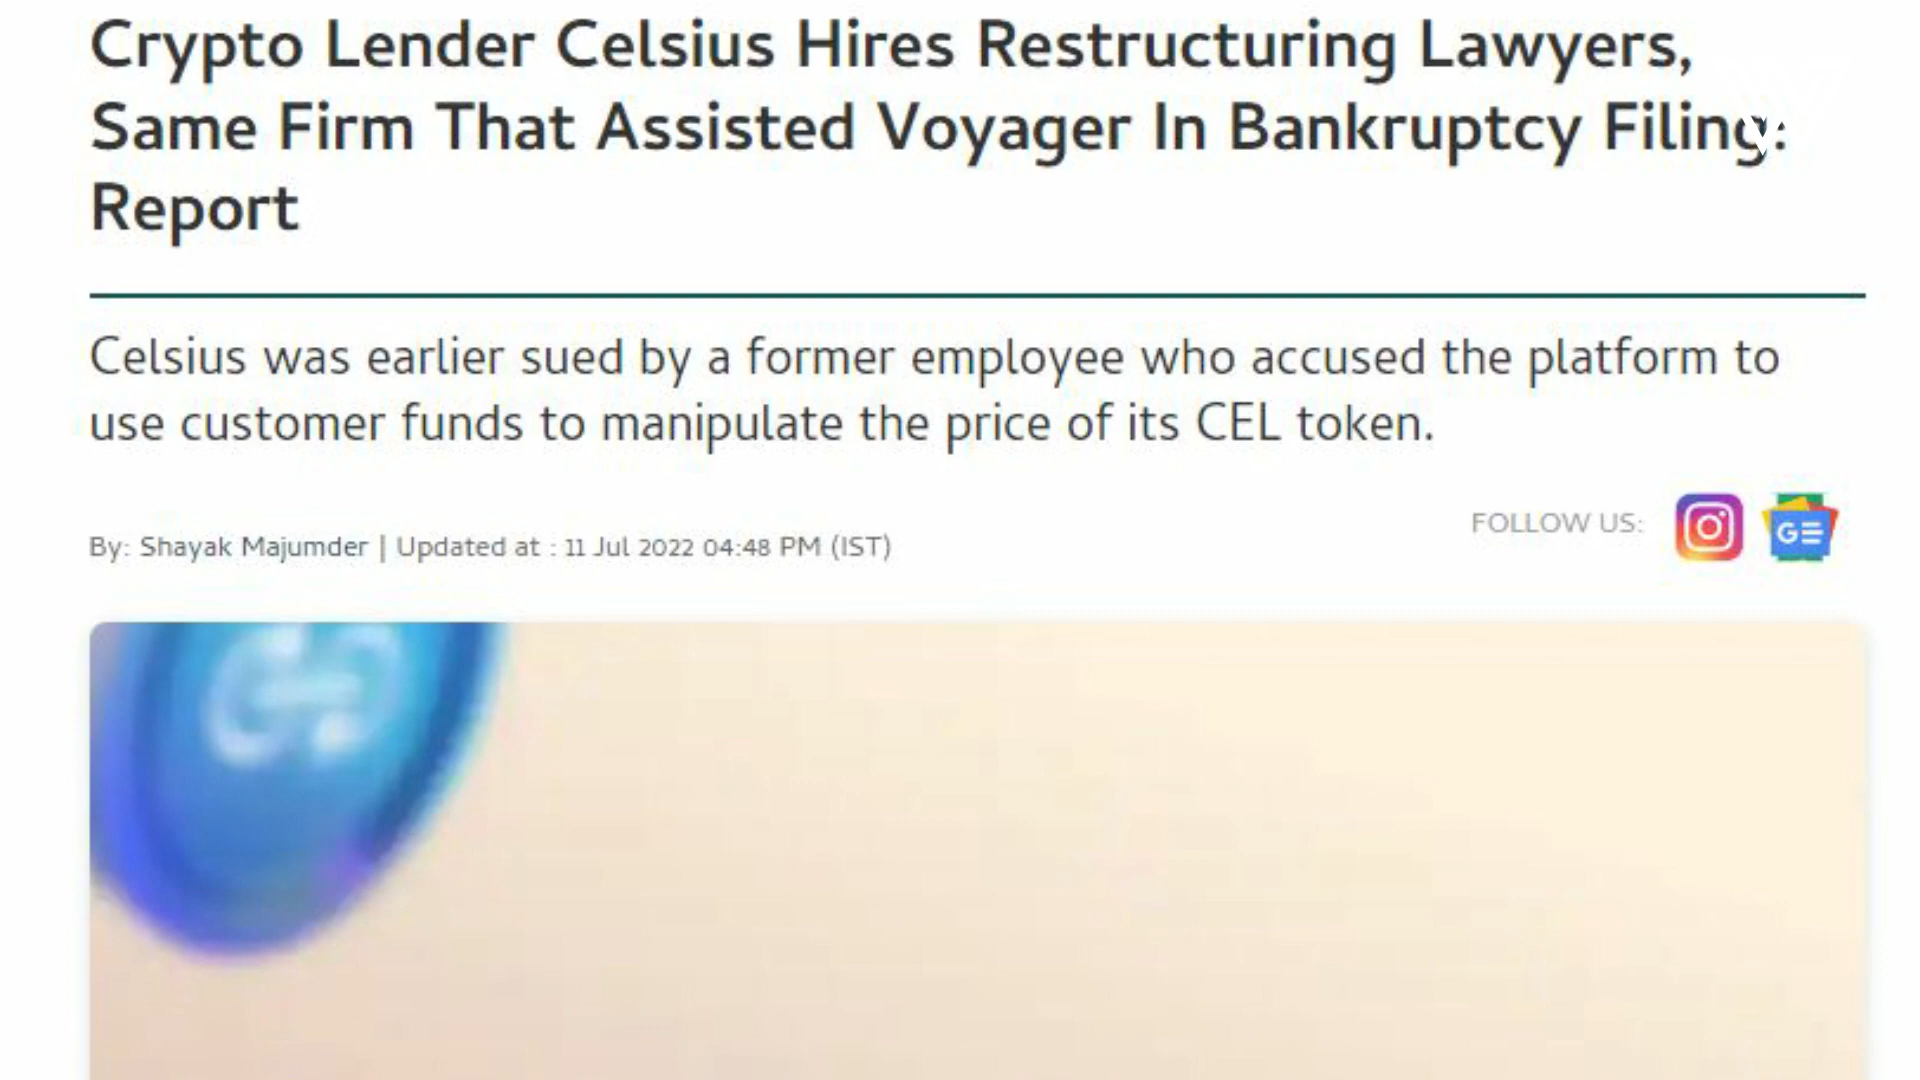 Crypto Lender Celsius Hires Restructuring Lawyers,
Same Firm That Assisted Voyager In Bankruptcy Filing:
Report
Celsius was earlier sued by a former employee who accused the platform to
use customer funds to manipulate the price of its CEL token.
By: Shayak Majumder | Updated at : 11 Jul 2022 04:48 PM (IST)
FOLLOW US:
G